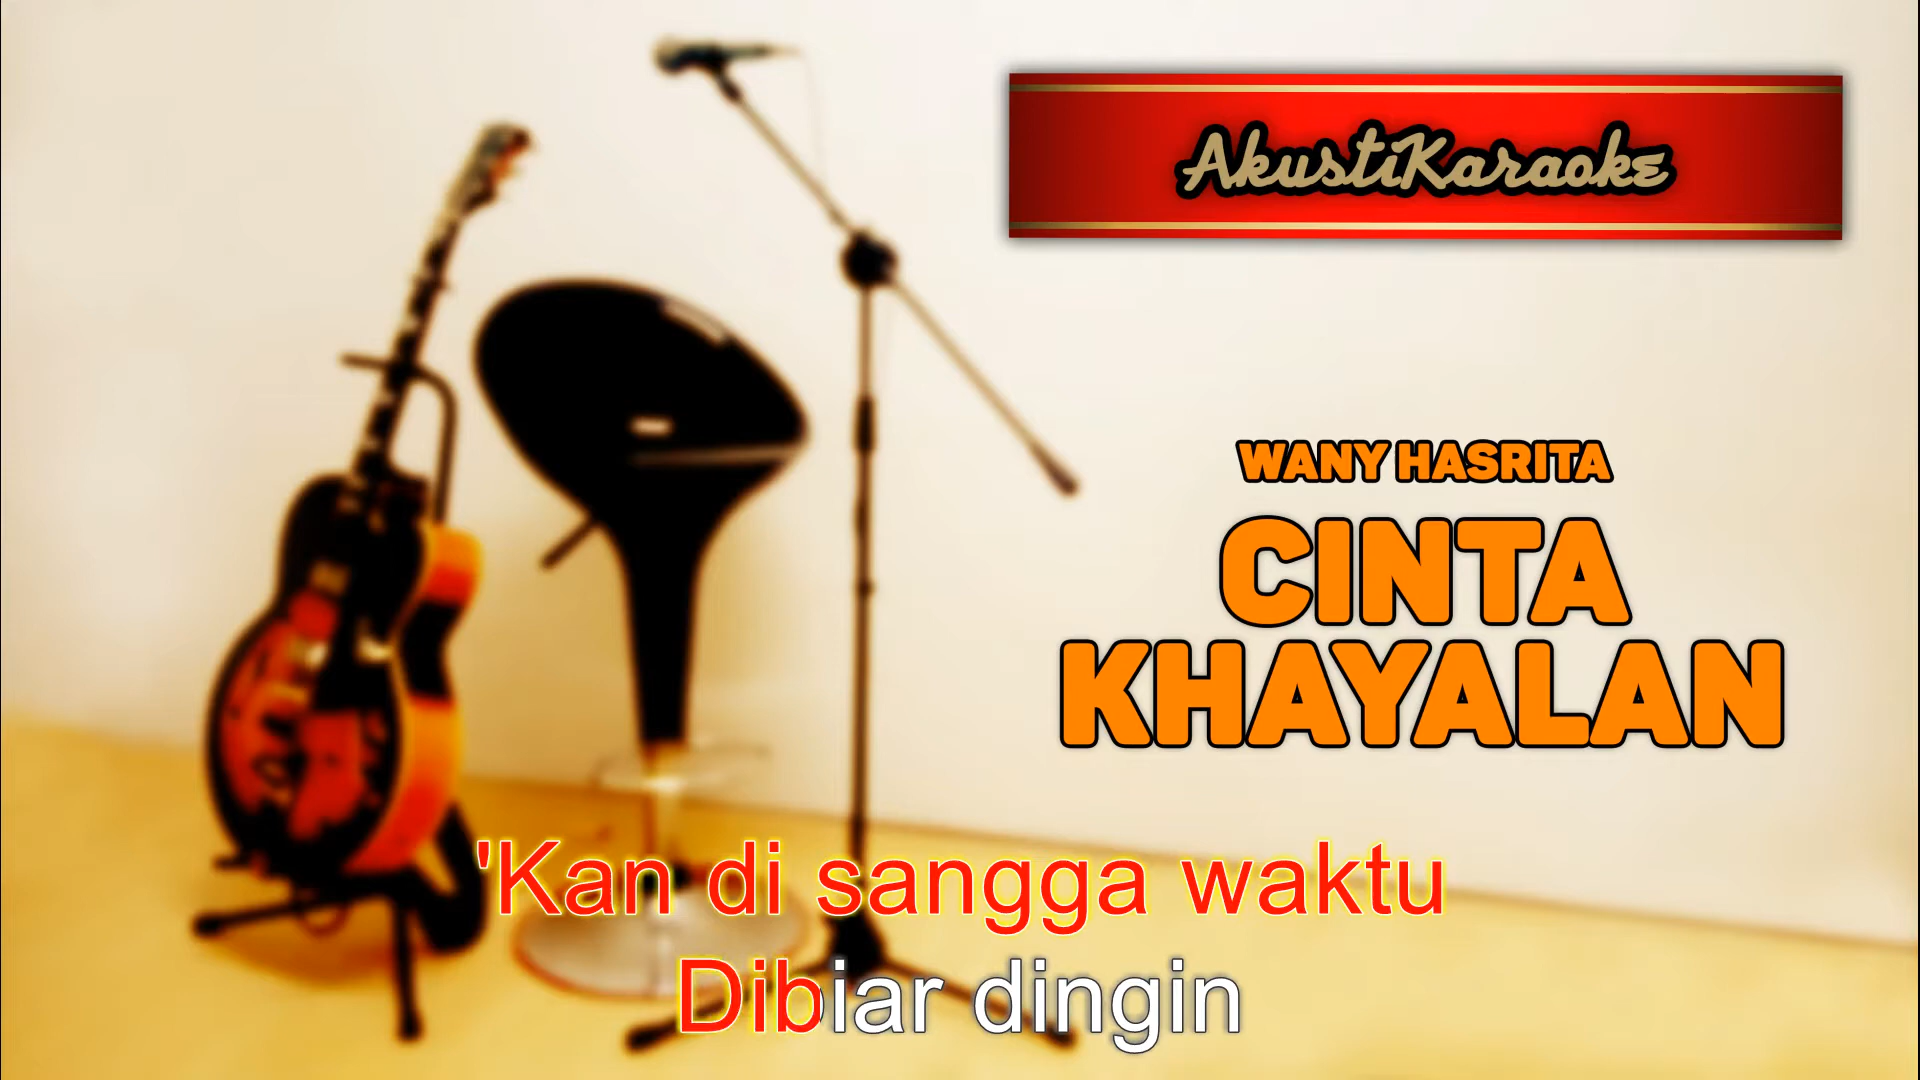 AkustiKaraoke
WANY HASRITA
CINTA
KHAYALAN
'Kan di sangga waktu
Dibiar dingin